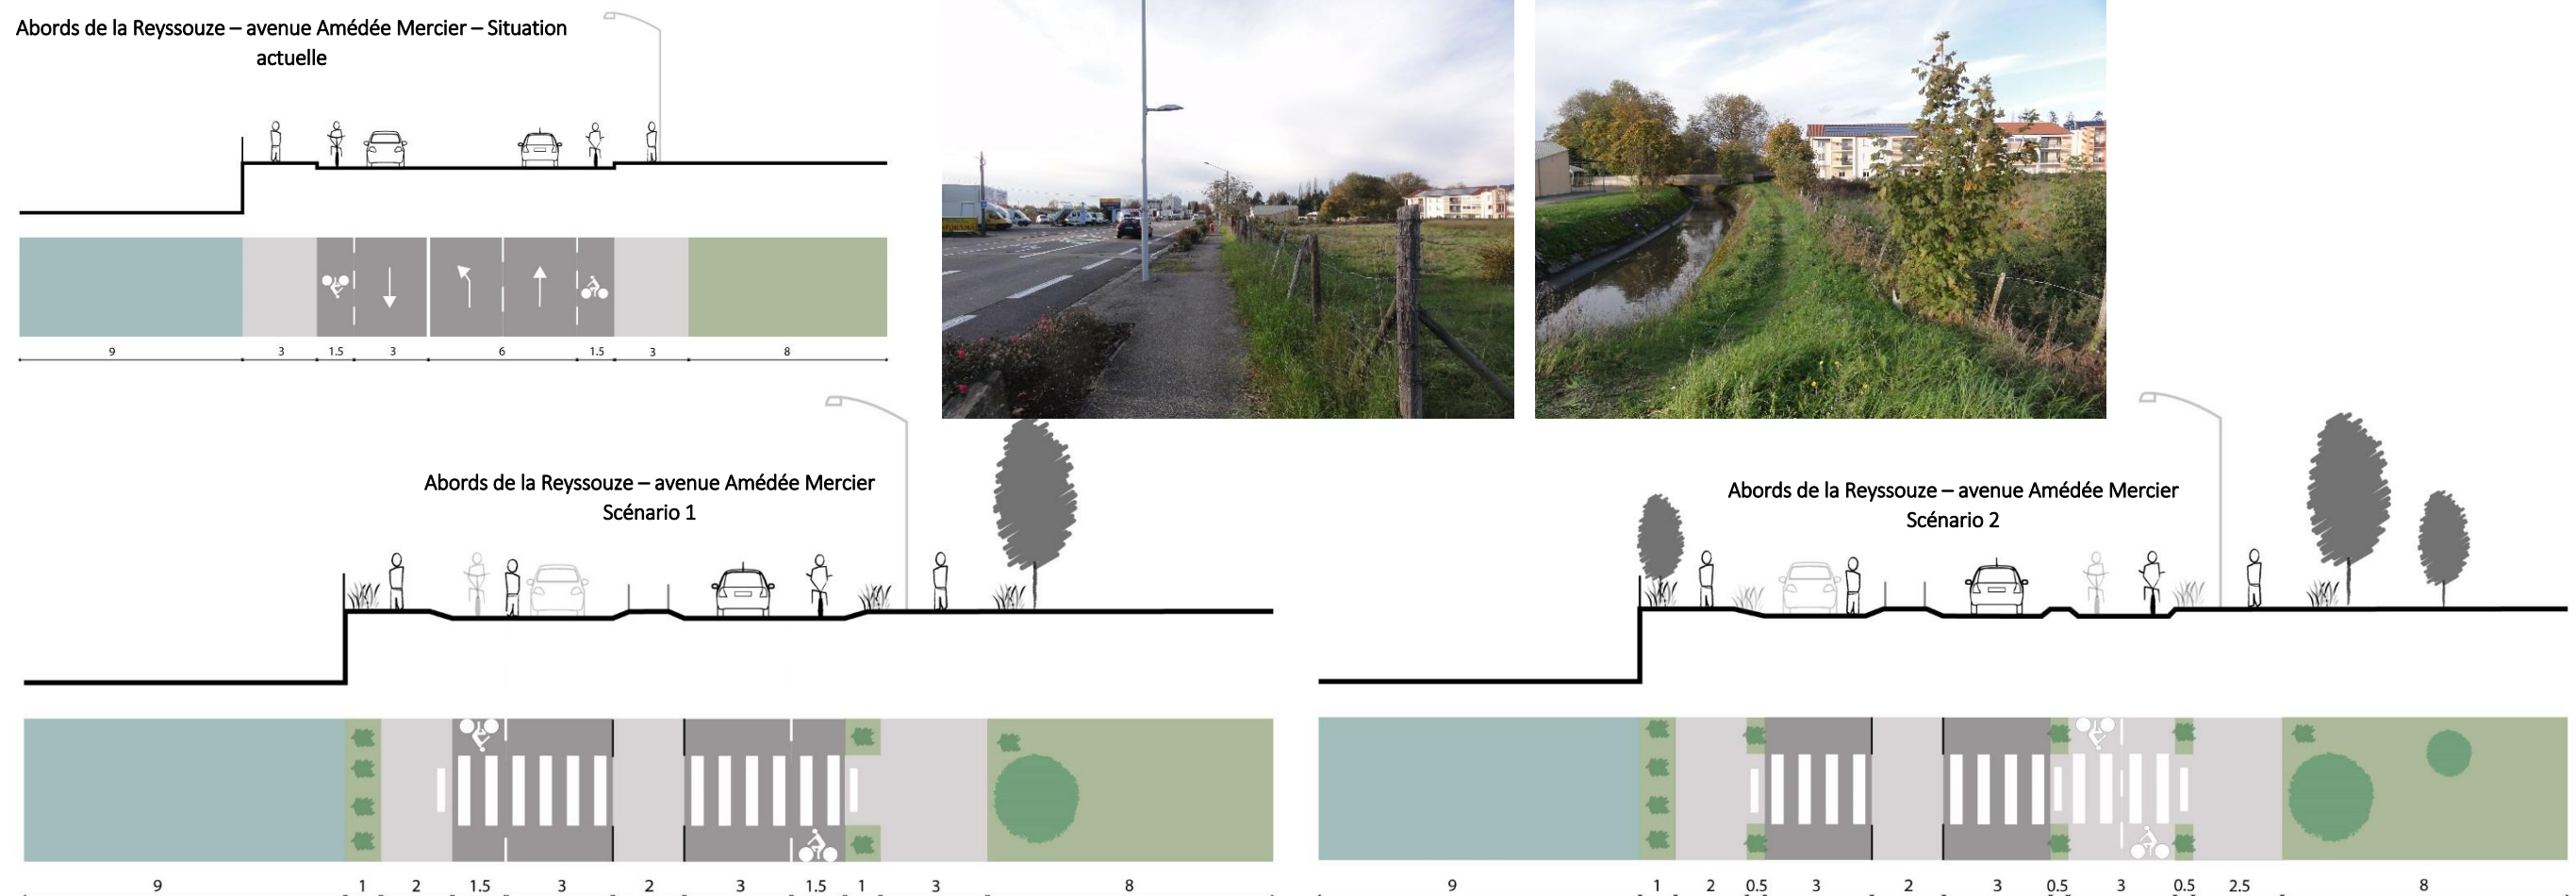 Abords de la Reyssouze – avenue Amédée Mercier – Situation
actuelle
9 3 1.5 3 6 1.5 3 8
Abords de la Reyssouze – avenue Amédée Mercier
Scénario 1
9 1 2 1.5 3 2 3 1.5 1 3 8
Abords de la Reyssouze – avenue Amédée Mercier
Scénario 2
9 1 2 0.5 3 2 3 0.5 3 0.5 2.5 8